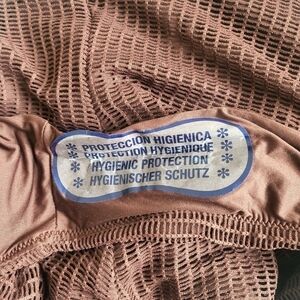 * PROTECCION HIGIENICA *
* PROTECTION HYGIENIQUE *
* HYGIENIC PROTECTION *
* HYGIENISCHER SCHUTZ *